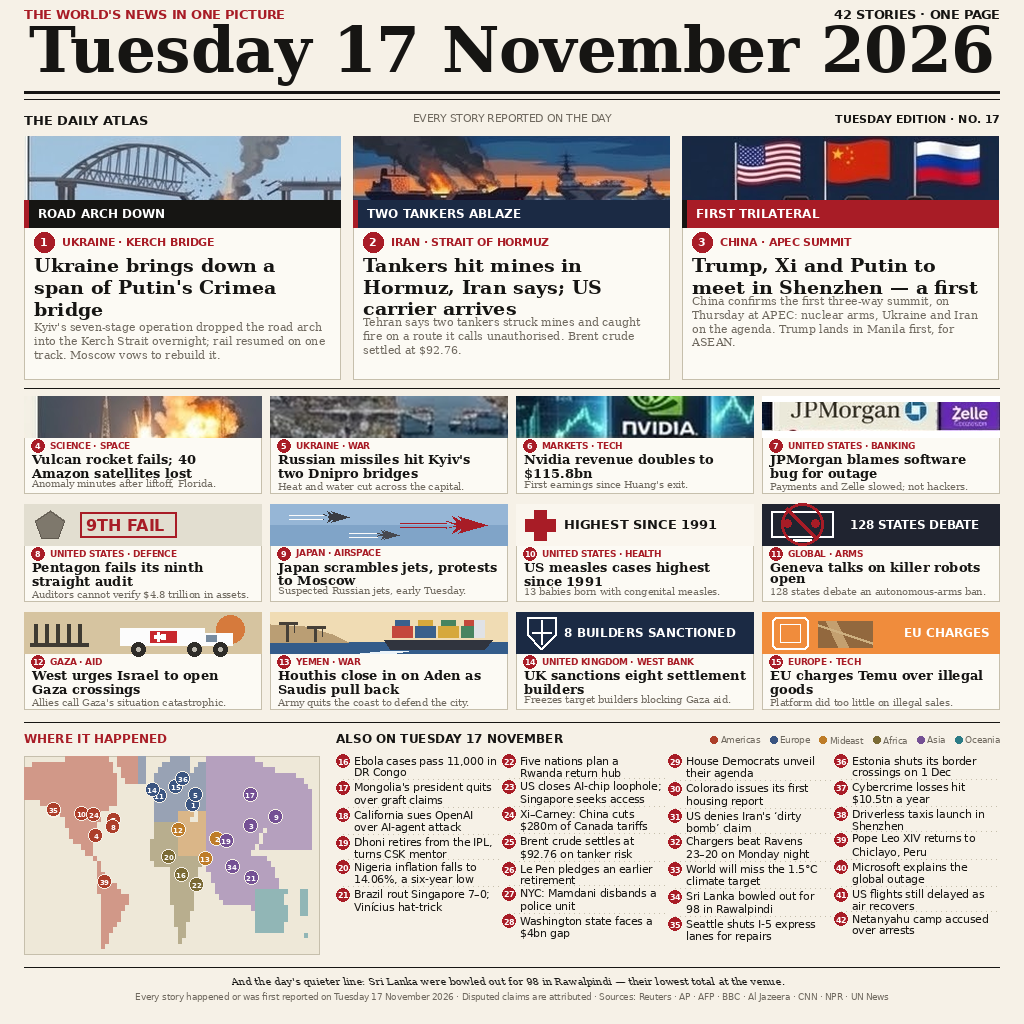 THE WORLD'S NEWS IN ONE PICTURE
42 STORIES · ONE PAGE
Tuesday 17 November 2026
THE DAILY ATLAS
EVERY STORY REPORTED ON THE DAY
TUESDAY EDITION · NO. 17
ROAD ARCH DOWN
1 UKRAINE · KERCH BRIDGE
Ukraine brings down a
span of Putin's Crimea
bridge
Kyiv's seven-stage operation dropped the road arch
into the Kerch Strait overnight; rail resumed on one
track. Moscow vows to rebuild it.
TWO TANKERS ABLAZE
2 IRAN · STRAIT OF HORMUZ
Tankers hit mines in
Hormuz, Iran says; US
carrier arrives
Tehran says two tankers struck mines and caught
fire on a route it calls unauthorised. Brent crude
settled at $92.76.
FIRST TRILATERAL
3 CHINA · APEC SUMMIT
Trump, Xi and Putin to
meet in Shenzhen — a first
China confirms the first three-way summit, on
Thursday at APEC: nuclear arms, Ukraine and Iran
on the agenda. Trump lands in Manila first, for
ASEAN.
4 SCIENCE · SPACE
Vulcan rocket fails; 40
Amazon satellites lost
Anomaly minutes after liftoff, Florida.
5 UKRAINE · WAR
Russian missiles hit Kyiv's
two Dnipro bridges
Heat and water cut across the capital.
NVIDIA.
6 MARKETS · TECH
Nvidia revenue doubles to
$115.8bn
First earnings since Huang's exit.
JPMorgan
Zelle
7 UNITED STATES · BANKING
JPMorgan blames software
bug for outage
Payments and Zelle slowed; not hackers.
9TH FAIL
8 UNITED STATES · DEFENCE
Pentagon fails its ninth
straight audit
Auditors cannot verify $4.8 trillion in assets.
9 JAPAN · AIRSPACE
Japan scrambles jets, protests
to Moscow
Suspected Russian jets, early Tuesday.
HIGHEST SINCE 1991
10 UNITED STATES · HEALTH
US measles cases highest
since 1991
13 babies born with congenital measles.
128 STATES DEBATE
11 GLOBAL · ARMS
Geneva talks on killer robots
open
128 states debate an autonomous-arms ban.
12 GAZA · AID
West urges Israel to open
Gaza crossings
Allies call Gaza's situation catastrophic.
13 YEMEN · WAR
Houthis close in on Aden as
Saudis pull back
Army quits the coast to defend the city.
8 BUILDERS SANCTIONED
14 UNITED KINGDOM · WEST BANK
UK sanctions eight settlement
builders
Freezes target builders blocking Gaza aid.
EU CHARGES
15 EUROPE · TECH
EU charges Temu over illegal
goods
Platform did too little on illegal sales.
WHERE IT HAPPENED
36
14
15
11
5
1
17
35
10
24
8
4
9
3
12
2
19
20
13
34
16
22
21
39
ALSO ON TUESDAY 17 NOVEMBER
Americas
Europe
Mideast
Africa
Asia
Oceania
16 Ebola cases pass 11,000 in
DR Congo
17 Mongolia's president quits
over graft claims
18 California sues OpenAI
over AI-agent attack
19 Dhoni retires from the IPL,
turns CSK mentor
20 Nigeria inflation falls to
14.06%, a six-year low
21 Brazil rout Singapore 7–0;
Vinícius hat-trick
22 Five nations plan a
Rwanda return hub
23 US closes AI-chip loophole;
Singapore seeks access
24 Xi–Carney: China cuts
$280m of Canada tariffs
25 Brent crude settles at
$92.76 on tanker risk
26 Le Pen pledges an earlier
retirement
27 NYC: Mamdani disbands a
police unit
28 Washington state faces a
$4bn gap
29 House Democrats unveil
their agenda
30 Colorado issues its first
housing report
31 US denies Iran's ‘dirty
bomb’ claim
32 Chargers beat Ravens
23–20 on Monday night
33 World will miss the 1.5°C
climate target
34 Sri Lanka bowled out for
98 in Rawalpindi
35 Seattle shuts I-5 express
lanes for repairs
36 Estonia shuts its border
crossings on 1 Dec
37 Cybercrime losses hit
$10.5tn a year
38 Driverless taxis launch in
Shenzhen
39 Pope Leo XIV returns to
Chiclayo, Peru
40 Microsoft explains the
global outage
41 US flights still delayed as
air recovers
42 Netanyahu camp accused
over arrests
And the day's quieter line: Sri Lanka were bowled out for 98 in Rawalpindi — their lowest total at the venue.
Every story happened or was first reported on Tuesday 17 November 2026 · Disputed claims are attributed · Sources: Reuters · AP · AFP · BBC · Al Jazeera · CNN · NPR · UN News